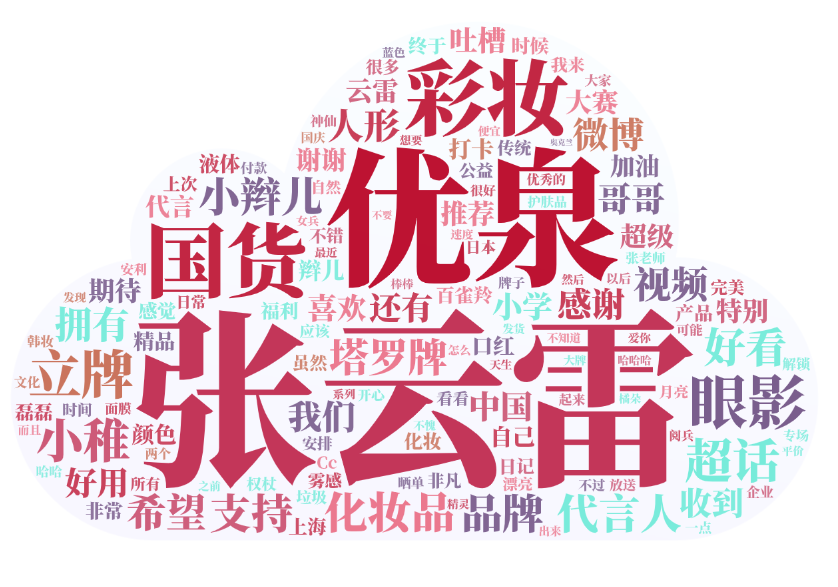 蓝色
终于
吐槽
时候
很多
彩妆
我来
云雷
大家
大赛
神仙
人形
国庆
想要
便宜
奥克兰
微博
打卡
传统
液体
付款
谢谢
公益
优秀的
加油
上次
小辫儿
自然
优泉
很好
护肤品
哥哥
代言
女兵
不要
推荐
国货
不错
速度
日本
超级
最近
张老师
安利
辫儿
棒棒
牌子
然后
以后
视频
完美
发现
期待
日常
百雀羚
感觉
福利
喜欢
还有
小学
感谢
产品
特别
拥有
应该
发货
可能
韩妆
精品
张云雷
塔罗牌
怎么
口红
不知道
爱你
好看
立牌
虽然
天生
大牌
哈哈哈
解锁
文化
系列
开心
看看
中国
起来
橘朵
月亮
眼影
磊磊
时间
面膜
我们
不愧
自己
阅兵
专场
而且
小稚
颜色
安排
化妆
超话
平价
两个
Cc
日记
哈哈
好用
所有
之前
权杖
雾感
晒单
非凡
漂亮
不过
放送
企业
非常
希望
支持
垃圾
上海
化妆品
精灵
品牌
出来
代言人
收到
一点